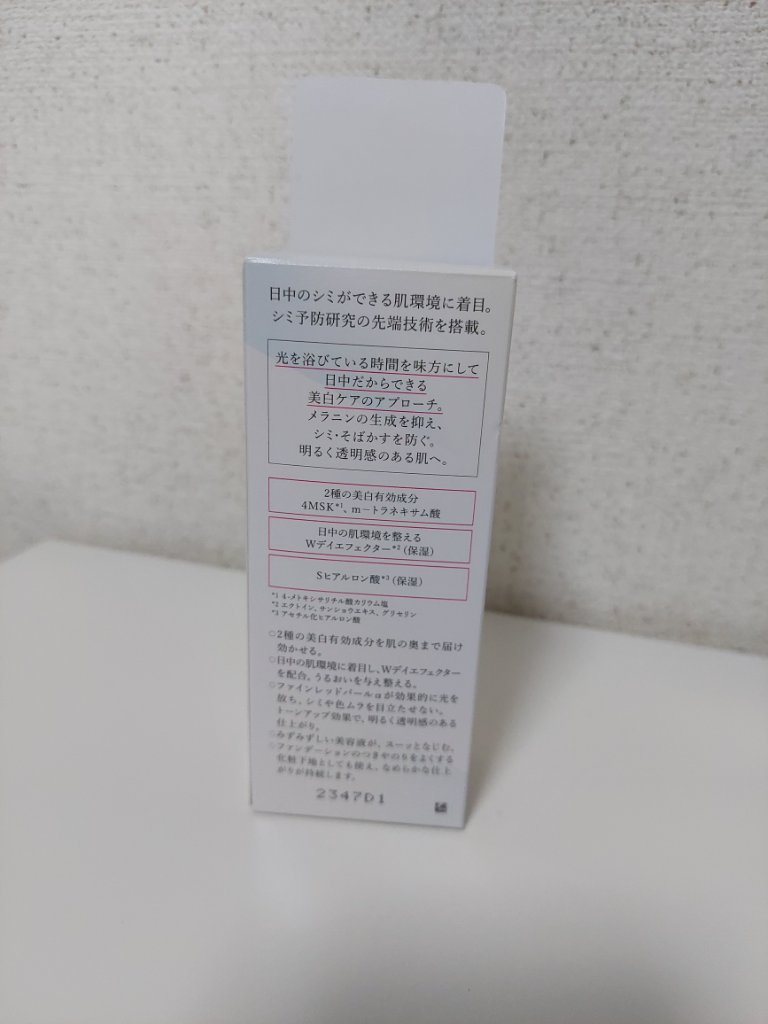 日中のシミができる肌環境に着目。
シミ予防研究の先端技術を搭載。
光を浴びている時間を味方にして
日中だからできる
美白ケアのアプローチ。
メラニンの生成を抑え、
シミ・そばかすを防ぐ。
明るく透明感のある肌へ。
2種の美白有効成分
4MSK*1、m－トラネキサム酸
日中の肌環境を整える
Wデイエフェクター*2（保湿）
Sヒアルロン酸*3（保湿）
*1 4-メトキシサリチル酸カリウム塩
*2 エクトイン、サンショウエキス、グリセリン
*3 アセチル化ヒアルロン酸
○2種の美白有効成分を肌の奥まで届け
効かせる。
○日中の肌環境に着目し、Wデイエフェクター
を配合。うるおいを与え整える。
○ファインレッドパールαが効果的に光を
放ち、シミや色ムラを目立たせない。
トーンアップ効果で、明るく透明感のある
仕上がり。
○みずみずしい美容液が、スーッとなじむ。
○ファンデーションのつきやのりをよくする
化粧下地としても使え、なめらかな仕上
がりが持続します。
2347D1